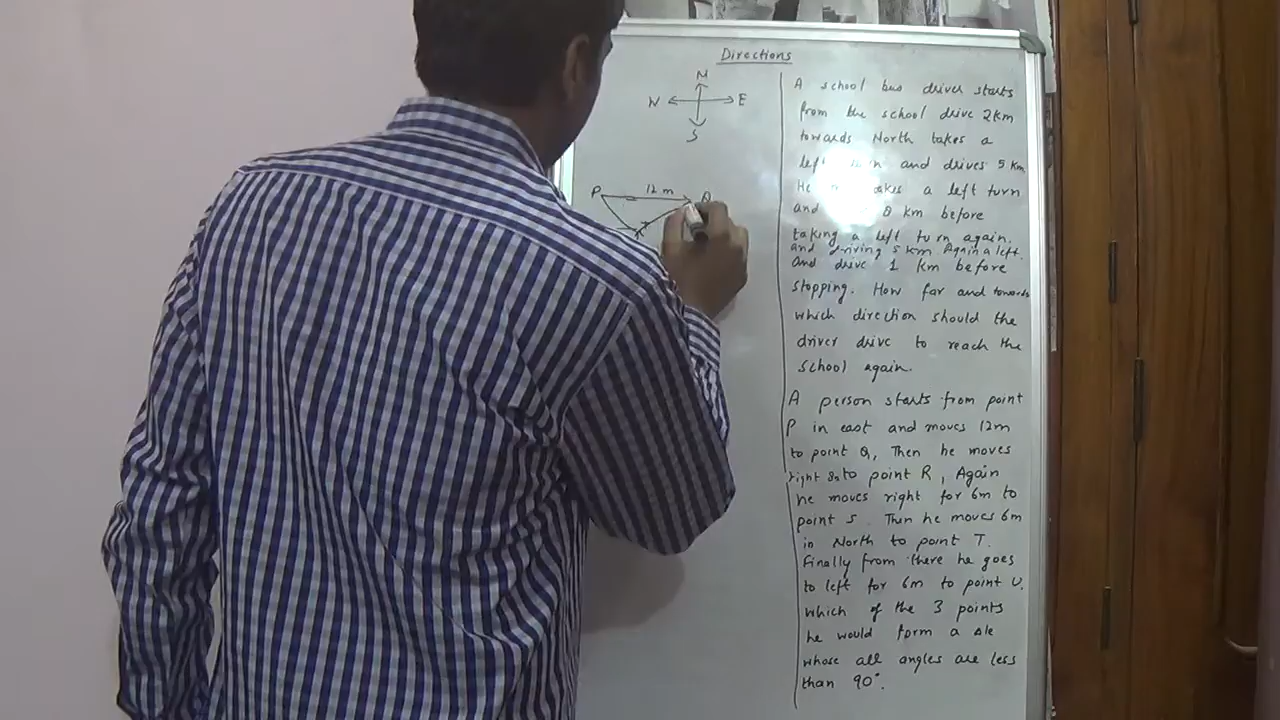 Directions
N
W E
S
P 12 m Q
A school bus driver starts
from the school drive 2km
towards North takes a
left and drives 5 km
He takes a left turn
and 8 km before
taking a left turn again.
and driving 5 km. Again a left.
And drive 1 km before
stopping. How far and towards
which direction should the
driver drive to reach the
school again.
A person starts from point
P in east and moves 12m
to point Q, Then he moves
right 8m to point R, Again
he moves right for 6m to
point S. Then he moves 6m
in North to point T.
Finally from there he goes
to left for 6m to point U.
which of the 3 points
he would form a Δle
whose all angles are less
than 90°.